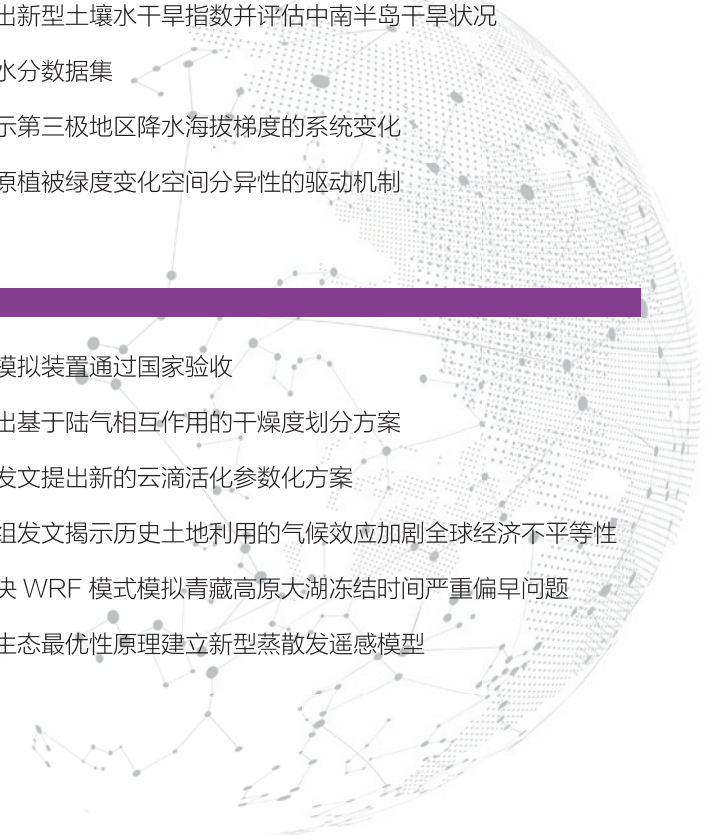 出新型土壤水干旱指数并评估中南半岛干旱状况
水分数据集
示第三极地区降水海拔梯度的系统变化
原植被绿度变化空间分异性的驱动机制
模拟装置通过国家验收
出基于陆气相互作用的干燥度划分方案
发文提出新的云滴活化参数化方案
组发文揭示历史土地利用的气候效应加剧全球经济不平等性
决 WRF 模式模拟青藏高原大湖冻结时间严重偏早问题
生态最优性原理建立新型蒸散发遥感模型